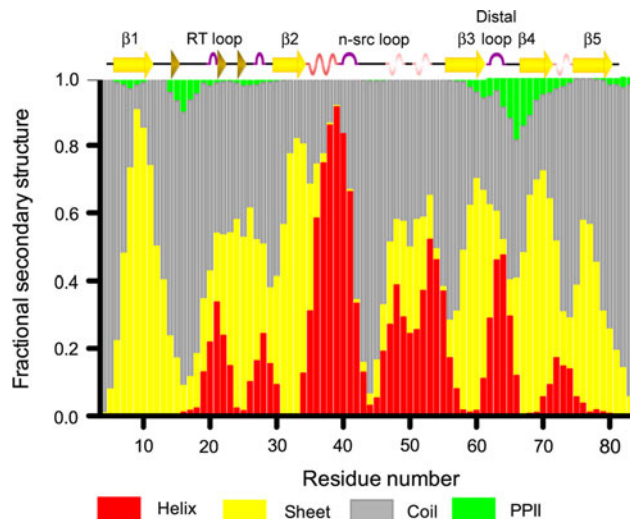 Distal
β1 RT loop β2 n-src loop β3 loop β4 β5
1.0
0.8
0.6
0.4
0.2
0.0
Fractional secondary structure
10 20 30 40 50 60 70 80
Residue number
Helix Sheet Coil PPII